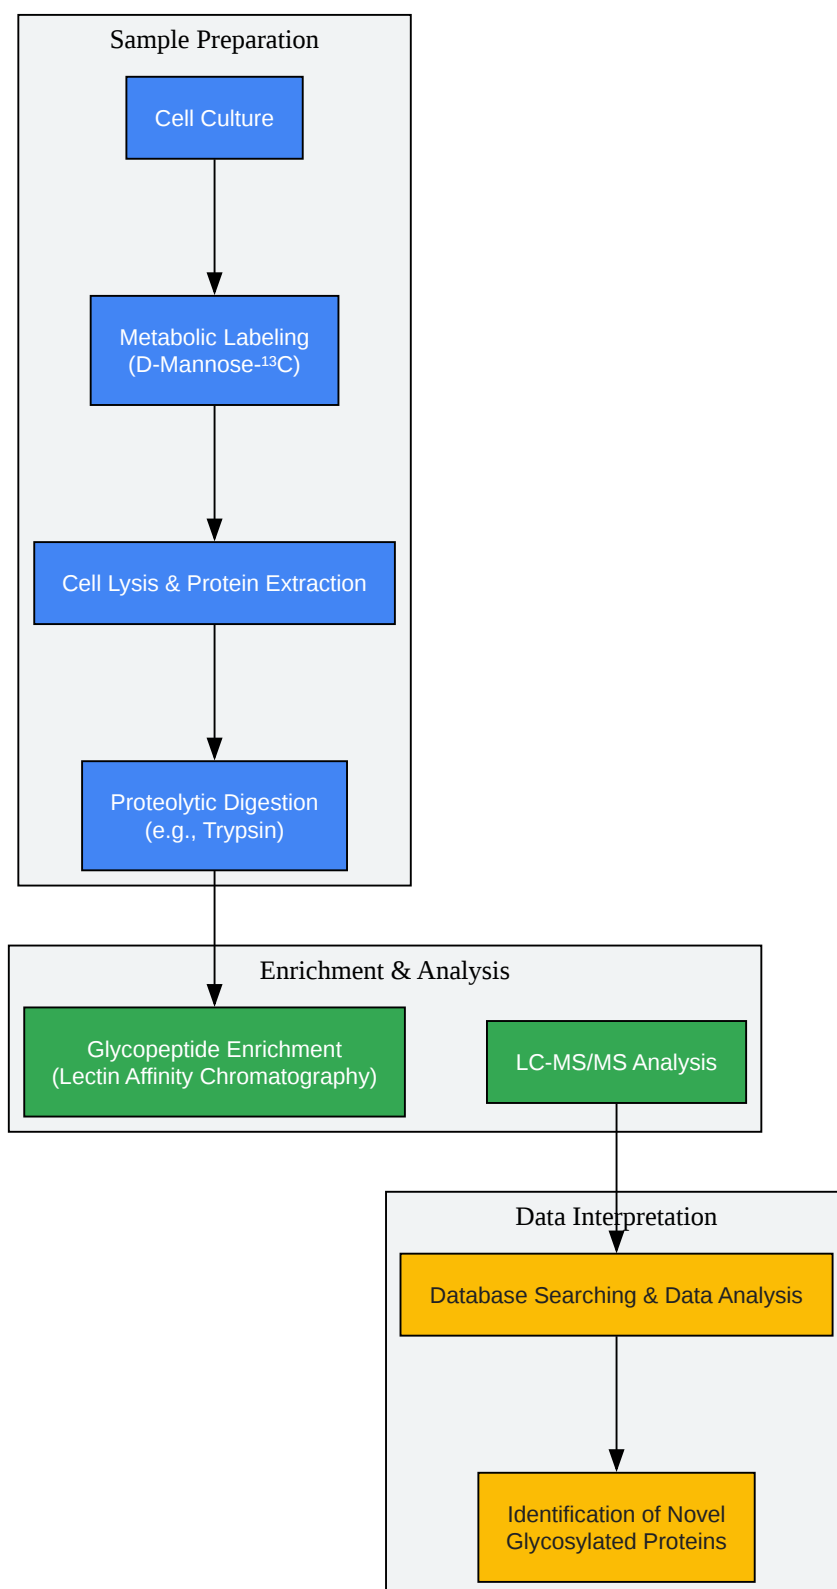 Sample Preparation
Cell Culture
Metabolic Labeling
(D-Mannose-¹³C)
Cell Lysis & Protein Extraction
Proteolytic Digestion
(e.g., Trypsin)
Enrichment & Analysis
Glycopeptide Enrichment
(Lectin Affinity Chromatography)
LC-MS/MS Analysis
Data Interpretation
Database Searching & Data Analysis
Identification of Novel
Glycosylated Proteins